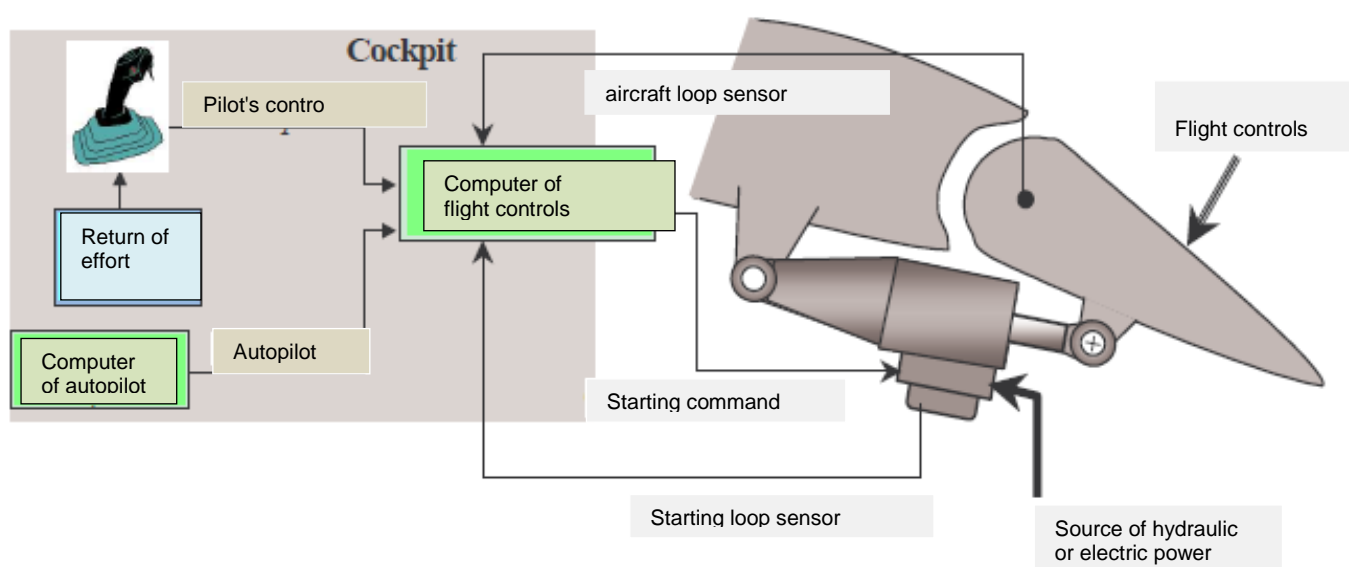 Cockpit
Pilot's contro
aircraft loop sensor
Flight controls
Computer of
flight controls
Return of
effort
Autopilot
Computer
of autopilot
Starting command
Starting loop sensor
Source of hydraulic
or electric power